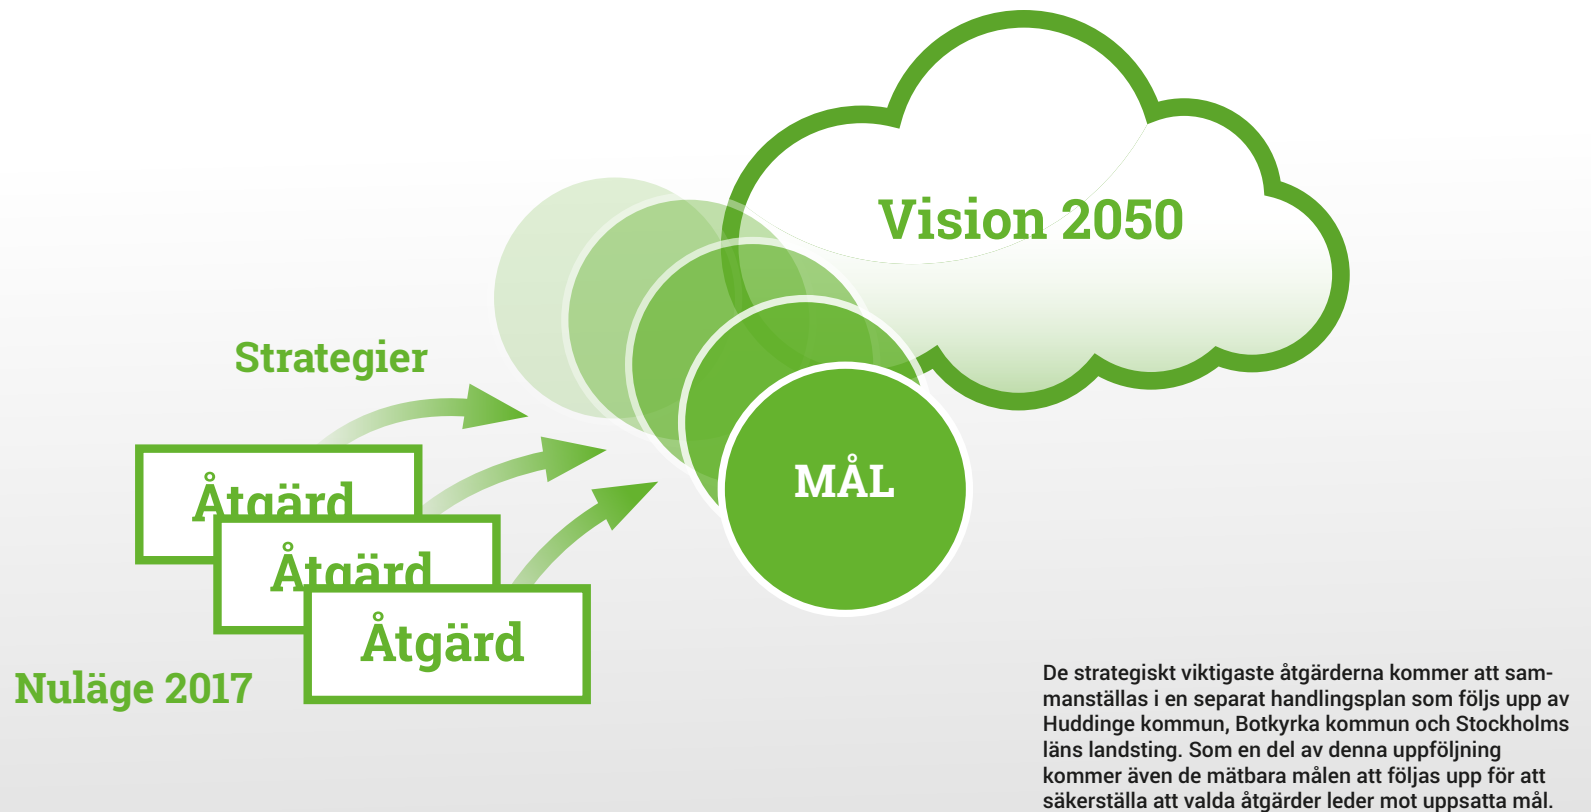 Vision 2050
Strategier
MÅL
Åtgärd
Åtgärd
Åtgärd
Nuläge 2017
De strategiskt viktigaste åtgärderna kommer att sam-
manställas i en separat handlingsplan som följs upp av
Huddinge kommun, Botkyrka kommun och Stockholms
läns landsting. Som en del av denna uppföljning
kommer även de mätbara målen att följas upp för att
säkerställa att valda åtgärder leder mot uppsatta mål.